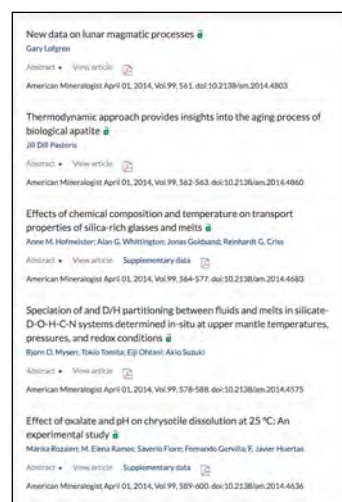 New data on lunar magmatic processes
Gary Lofgren
Abstract View article
American Mineralogist April 01, 2014, Vol.99, 561. doi:10.2138/am.2014.4803
Thermodynamic approach provides insights into the aging process of
biological apatite
Jill Dill Pasteris
Abstract View article
American Mineralogist April 01, 2014, Vol.99, 562-563. doi:10.2138/am.2014.4860
Effects of chemical composition and temperature on transport
properties of silica-rich glasses and melts
Anne M. Hofmeister; Alan G. Whittington; Jonas Goldsand; Reinhardt G. Criss
Abstract View article Supplementary data
American Mineralogist April 01, 2014, Vol.99, 564-577. doi:10.2138/am.2014.4683
Speciation of and D/H partitioning between fluids and melts in silicate-
D-O-H-C-N systems determined in-situ at upper mantle temperatures,
pressures, and redox conditions
Bjorn O. Mysen; Tokio Tomita; Eiji Ohtani; Akio Suzuki
Abstract View article
American Mineralogist April 01, 2014, Vol.99, 578-588. doi:10.2138/am.2014.4575
Effect of oxalate and pH on chrysotile dissolution at 25 °C: An
experimental study
Marisa Rozalen; M. Elena Ramos; Saverio Fiore; Fernando Gervilla; F. Javier Huertas
Abstract View article Supplementary data
American Mineralogist April 01, 2014, Vol.99, 589-600. doi:10.2138/am.2014.4636